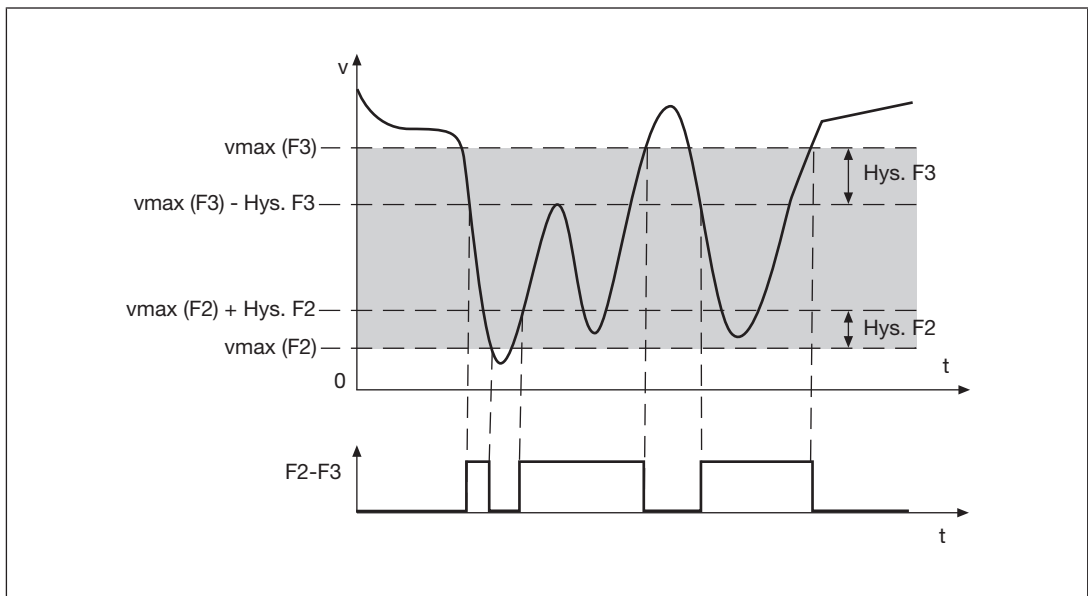 v
vmax (F3)
Hys. F3
vmax (F3) - Hys. F3
vmax (F2) + Hys. F2
Hys. F2
vmax (F2)
t
0
F2-F3
t